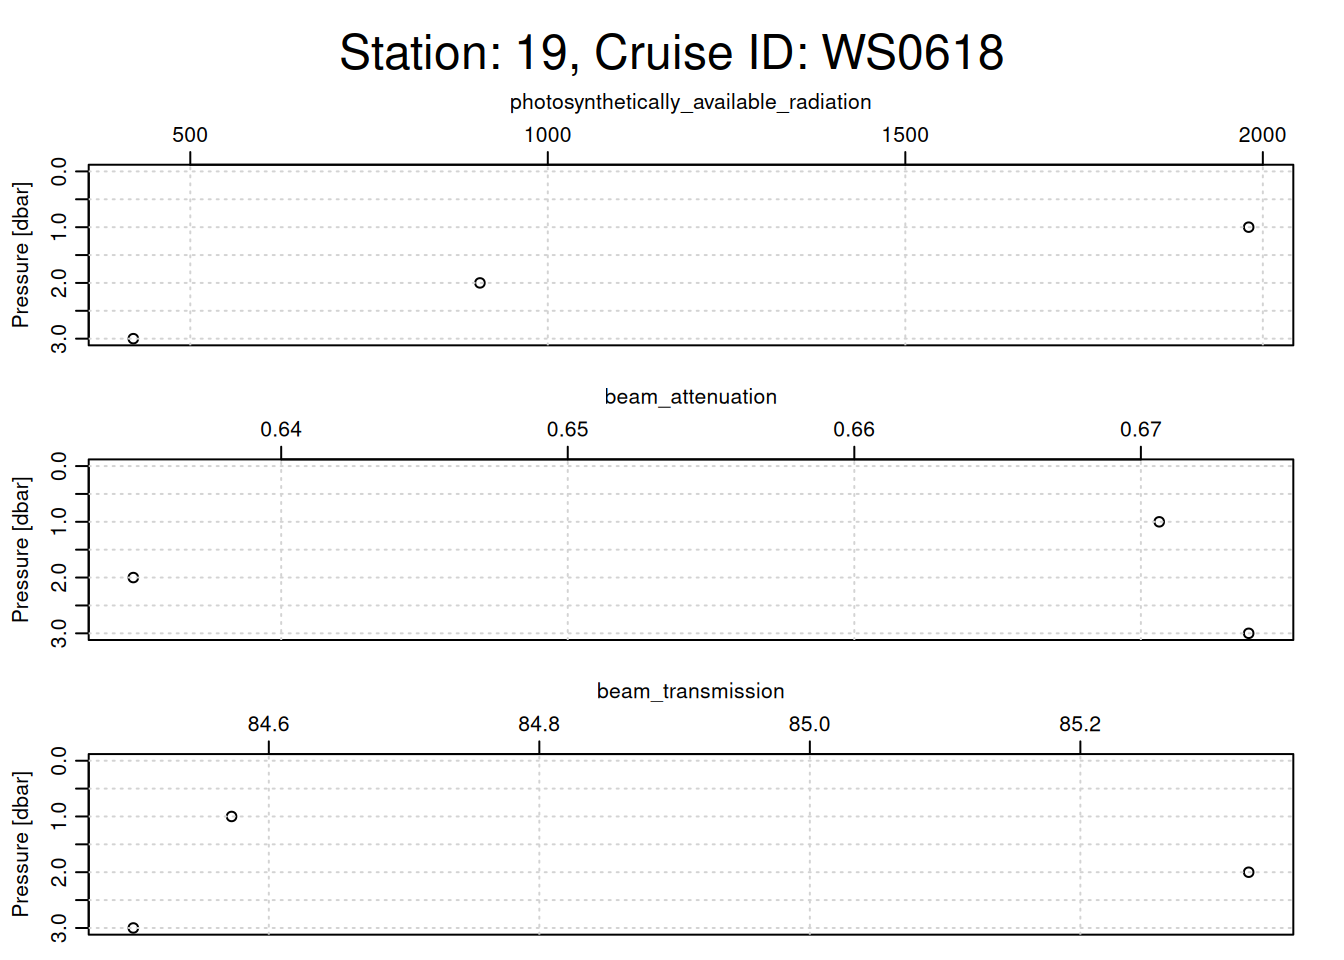 Station: 19, Cruise ID: WS0618
photosynthetically_available_radiation
500 1000 1500 2000
Pressure [dbar]
0.0
1.0
2.0
3.0
beam_attenuation
0.64 0.65 0.66 0.67
Pressure [dbar]
0.0
1.0
2.0
3.0
beam_transmission
84.6 84.8 85.0 85.2
Pressure [dbar]
0.0
1.0
2.0
3.0